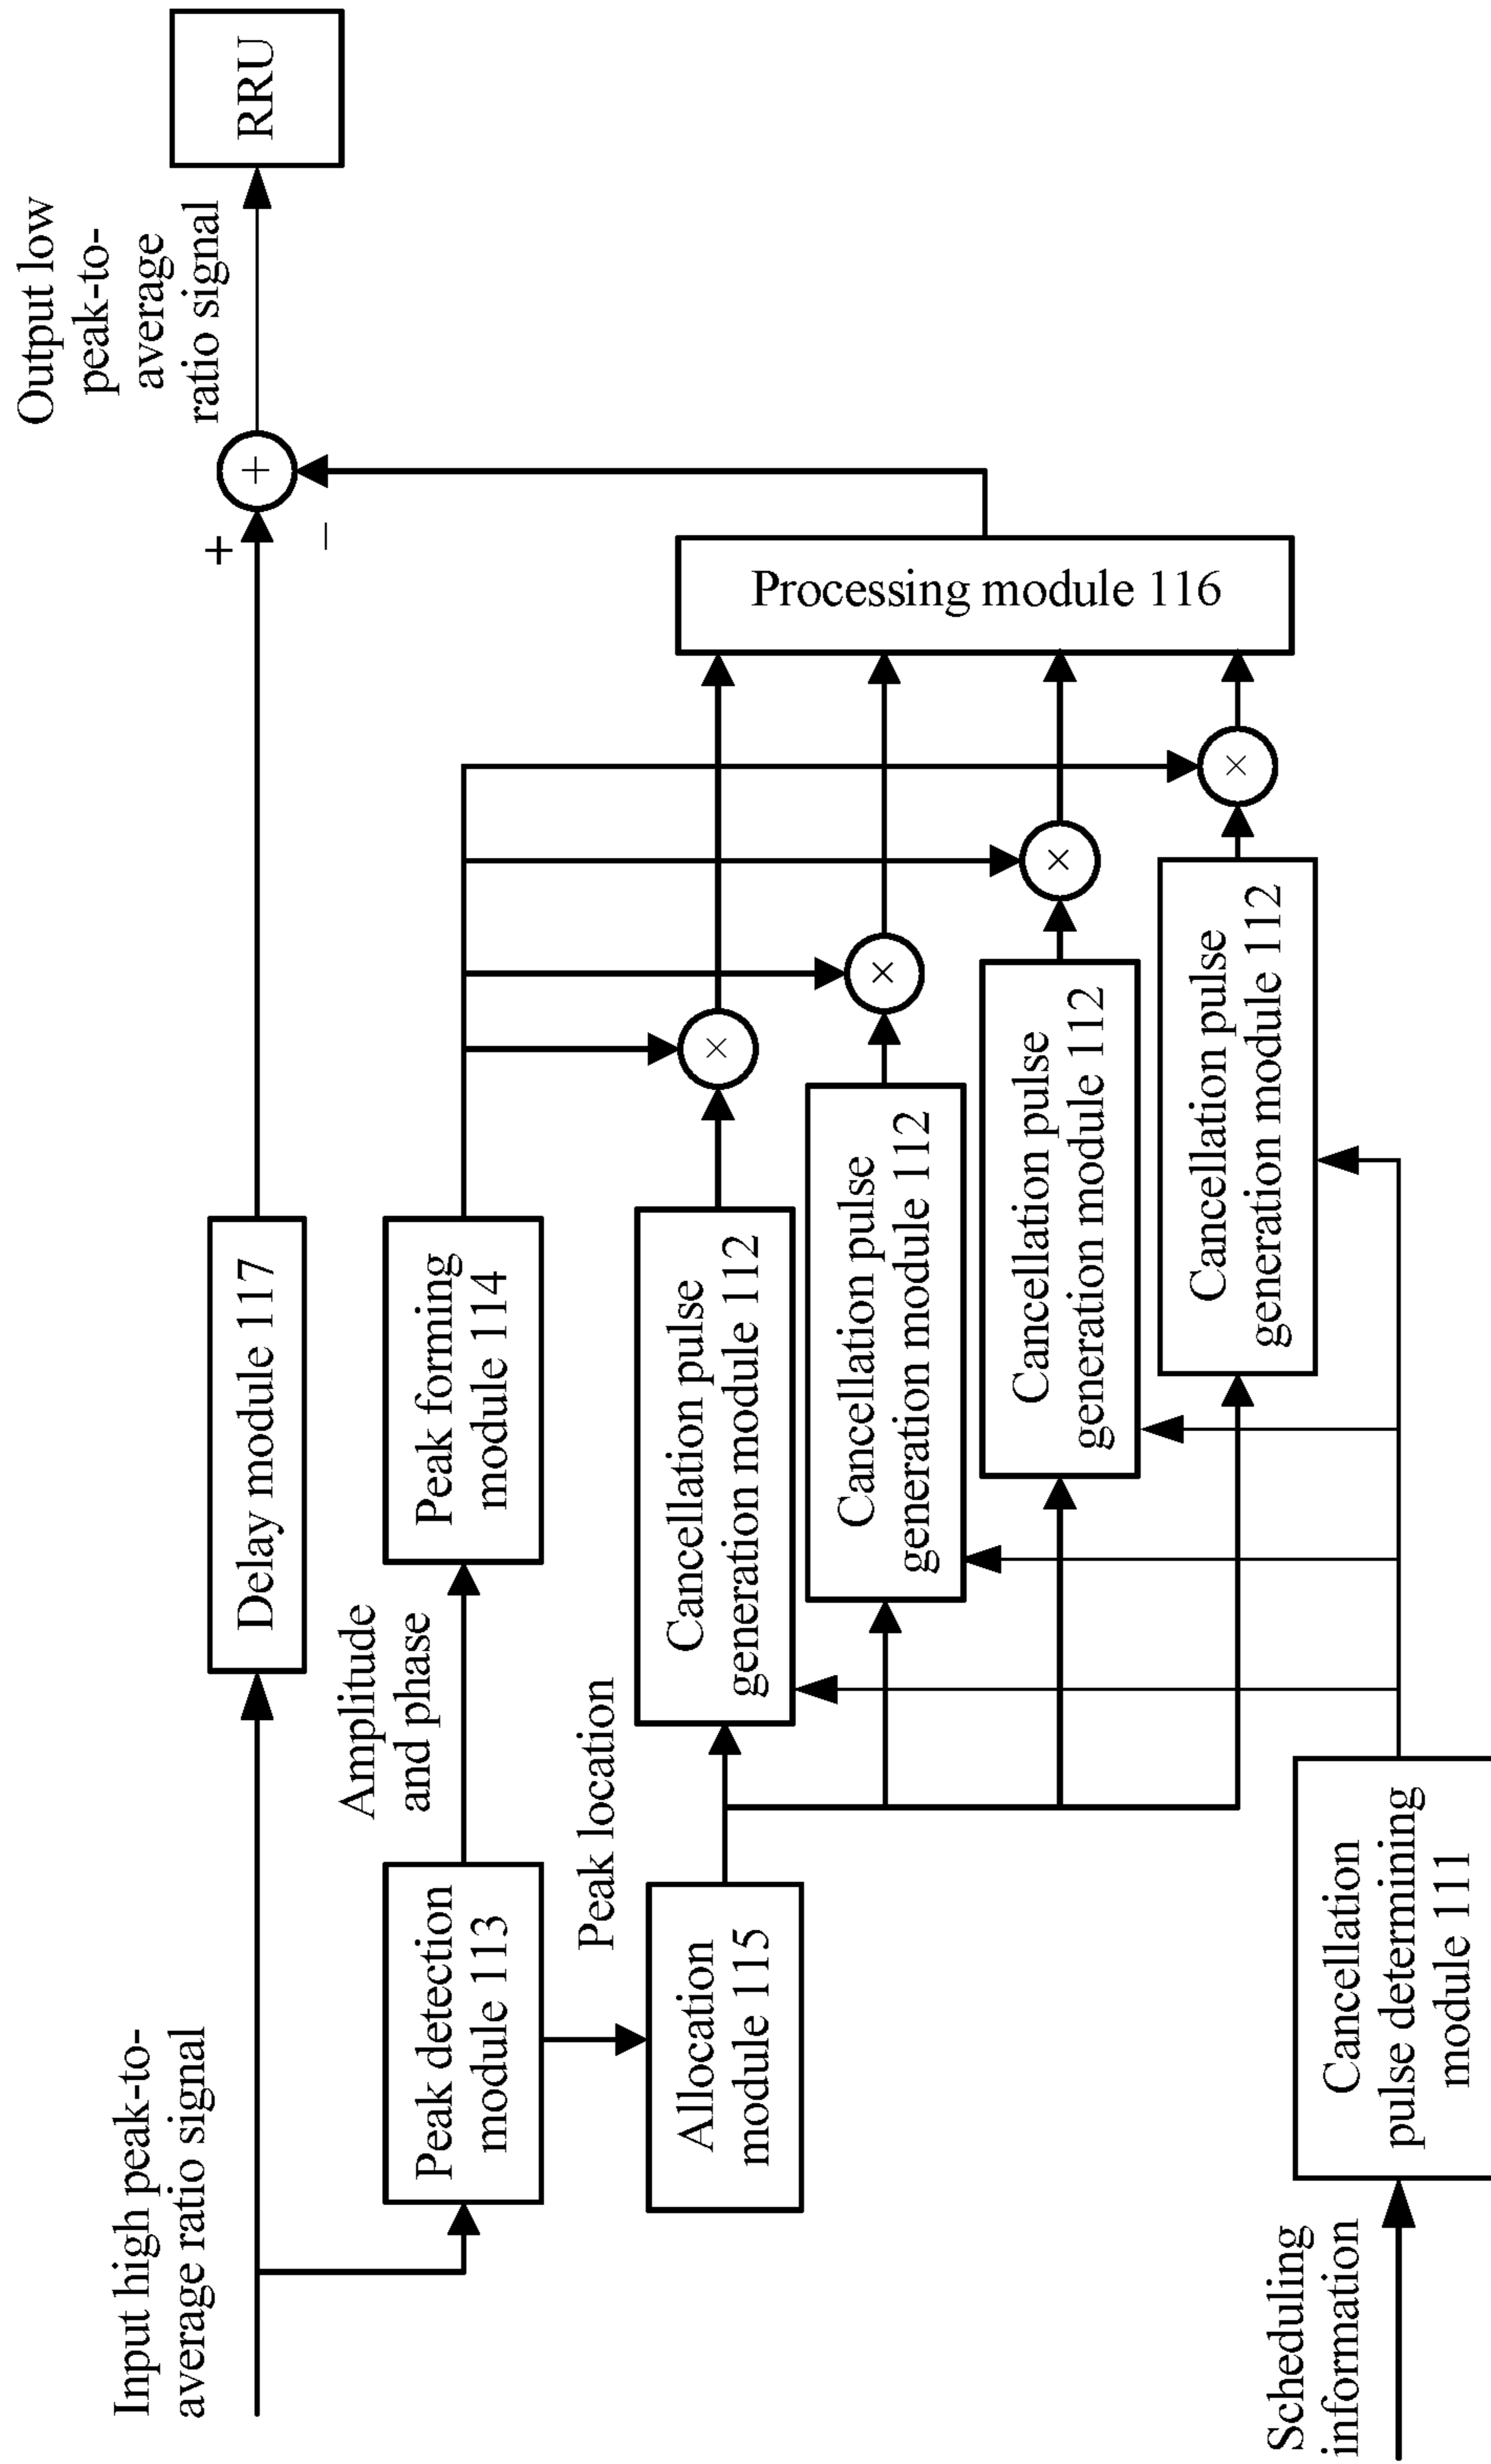 Input high peak-to-
average ratio signal
Delay module 117
+
−
+
Output low
peak-to-
average
ratio signal
RRU
Peak detection
module 113
Amplitude
and phase
Peak forming
module 114
Peak location
Allocation
module 115
Cancellation pulse
generation module 112
×
Cancellation pulse
generation module 112
×
Cancellation pulse
generation module 112
×
Cancellation pulse
generation module 112
×
Processing module 116
Scheduling
information
Cancellation
pulse determining
module 111